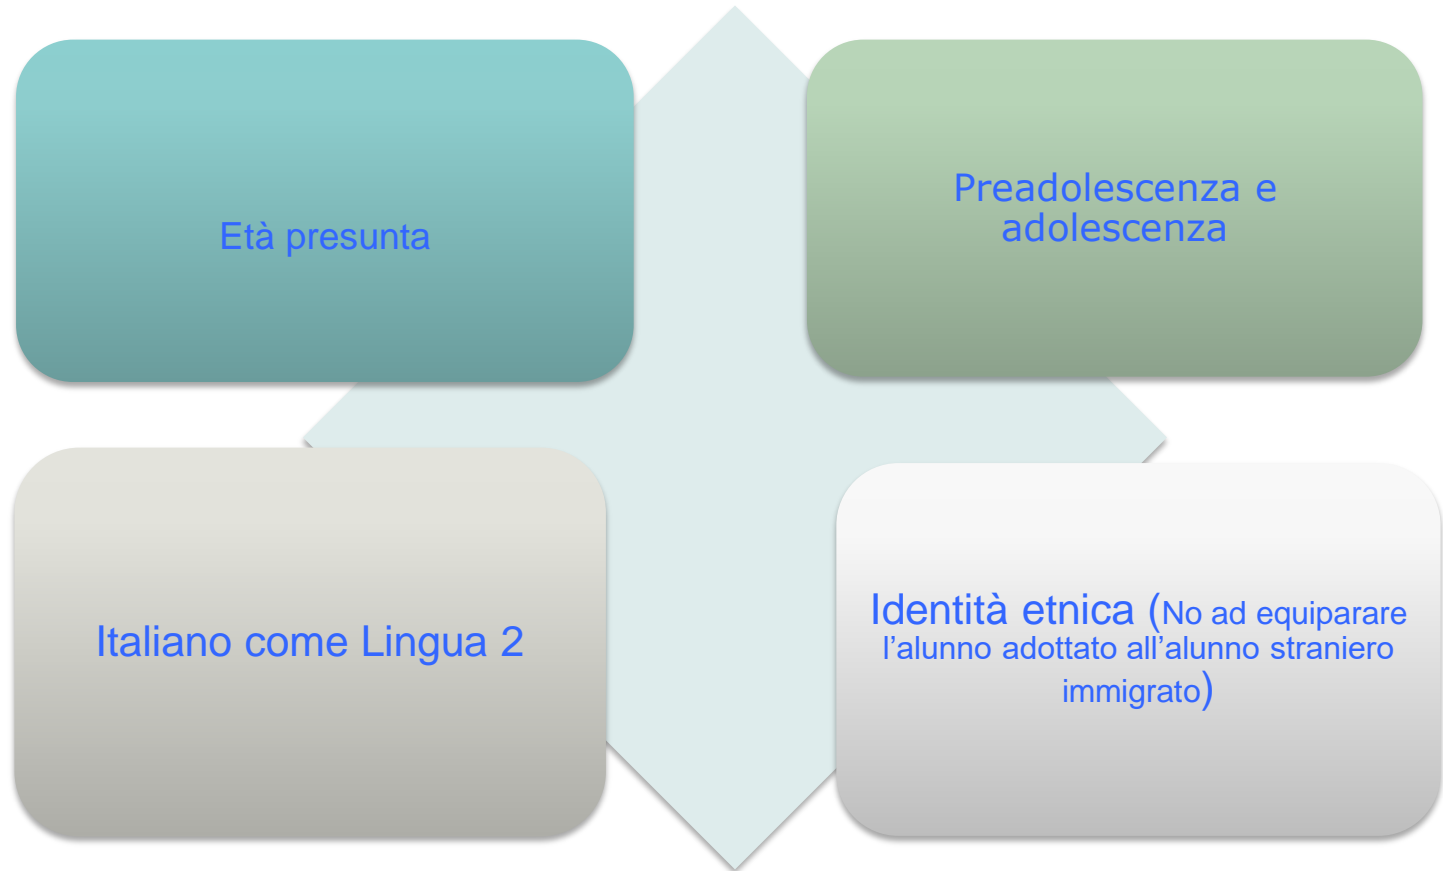 Età presunta
Preadolescenza e
adolescenza
Italiano come Lingua 2
Identità etnica (No ad equiparare
l’alunno adottato all’alunno straniero
immigrato)